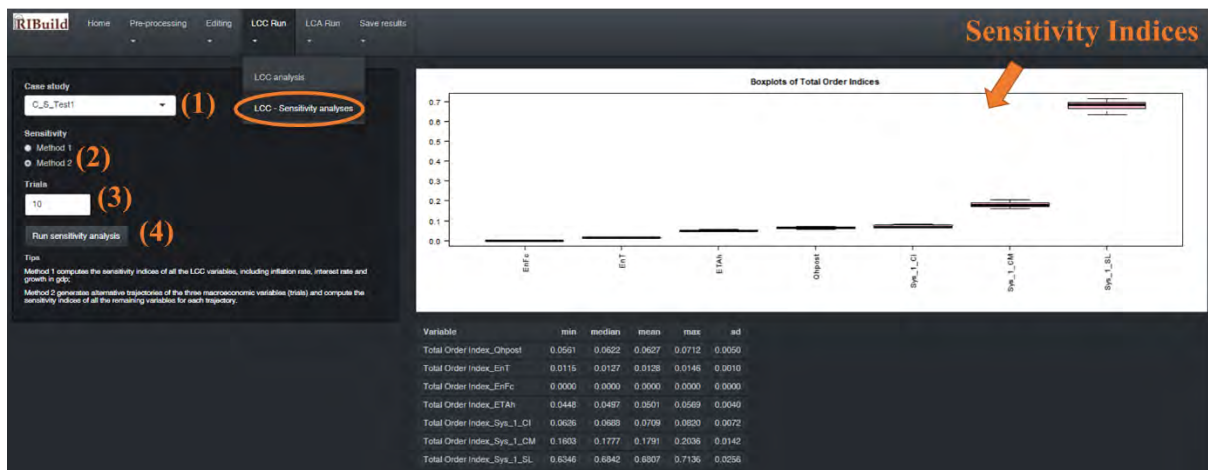 RIBuild
Home
Pre-processing
Editing
LCC Run
LCA Run
Save results
Sensitivity Indices
LCC analysis
LCC - Sensitivity analyses
Case study
C_S_Test1
(1)
Sensitivity
Method 1
Method 2
(2)
Trials
10
(3)
Run sensitivity analysis
(4)
Tips
Method 1 computes the sensitivity indices of all the LCC variables, including inflation rate, interest rate and
growth in gdp;
Method 2 generates alternative trajectories of the three macroeconomic variables (trials) and compute the
sensitivity indices of all the remaining variables for each trajectory.
Boxplots of Total Order Indices
0.7
0.6
0.5
0.4
0.3
0.2
0.1
0.0
EnFc
EnT
ETAh
Qhpost
Sys_1_CI
Sys_1_CM
Sys_1_SL
Variable min median mean max sd
Total Order Index_Qhpost 0.0561 0.0622 0.0627 0.0712 0.0050
Total Order Index_EnT 0.0115 0.0127 0.0128 0.0146 0.0010
Total Order Index_EnFc 0.0000 0.0000 0.0000 0.0000 0.0000
Total Order Index_ETAh 0.0448 0.0497 0.0501 0.0569 0.0040
Total Order Index_Sys_1_CI 0.0626 0.0688 0.0709 0.0820 0.0072
Total Order Index_Sys_1_CM 0.1603 0.1777 0.1791 0.2036 0.0142
Total Order Index_Sys_1_SL 0.6346 0.6842 0.6807 0.7136 0.0256